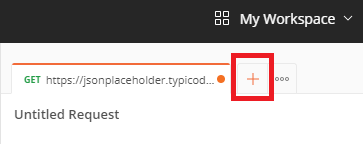 My Workspace
GET https://jsonplaceholder.typicod...
Untitled Request